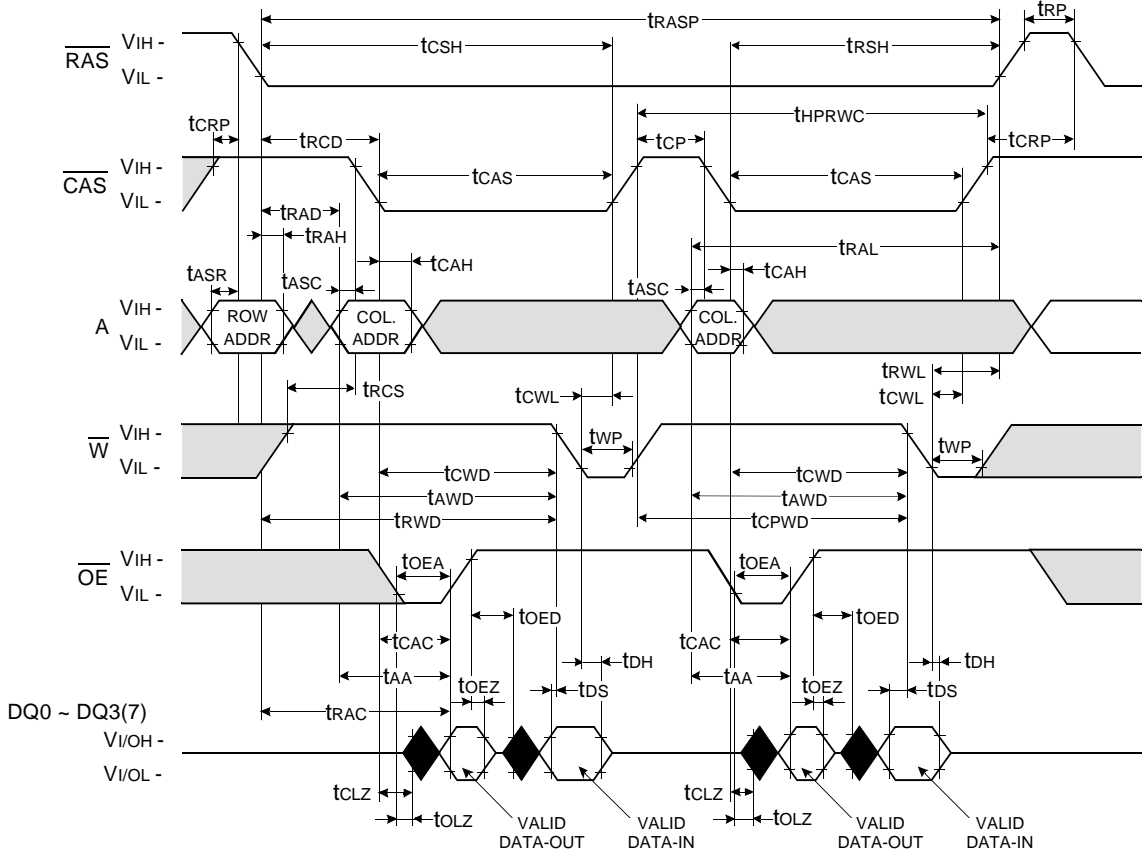 tRASP
tRP
VIH -
RAS
VIL -
tCSH
tRSH
tHPRWC
tCRP
tRCD
tCP
tCRP
VIH -
CAS
VIL -
tCAS
tCAS
tRAD
tRAH
tRAL
tASR
tASC
tCAH
tASC
tCAH
VIH -
A
VIL -
ROW
ADDR
COL.
ADDR
COL.
ADDR
tRCS
tCWL
tRWL
tCWL
VIH -
W
VIL -
tWP
tWP
tCWD
tCWD
tAWD
tAWD
tRWD
tCPWD
VIH -
OE
VIL -
tOEA
tOEA
tOED
tOED
tCAC
tCAC
tDH
tDH
tAA
tAA
tOEZ
tDS
tOEZ
tDS
tRAC
DQ0 ~ DQ3(7)
VI/OH -
VI/OL -
tCLZ
tCLZ
tOLZ
tOLZ
VALID
DATA-OUT
VALID
DATA-IN
VALID
DATA-OUT
VALID
DATA-IN